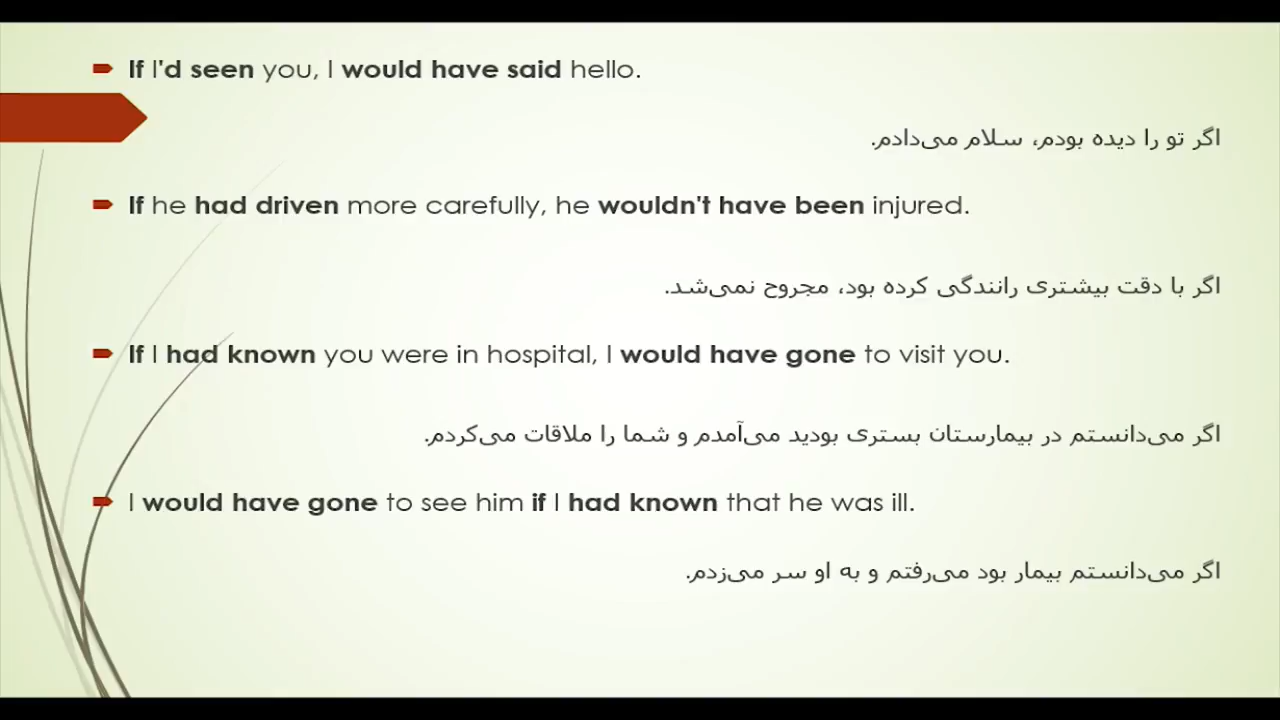 If I'd seen you, I would have said hello.
اگر تو را دیده بودم، سلام می‌دادم.
If he had driven more carefully, he wouldn't have been injured.
اگر با دقت بیشتری رانندگی کرده بود، مجروح نمی‌شد.
If I had known you were in hospital, I would have gone to visit you.
اگر می‌دانستم در بیمارستان بستری بودید می‌آمدم و شما را ملاقات می‌کردم.
I would have gone to see him if I had known that he was ill.
اگر می‌دانستم بیمار بود می‌رفتم و به او سر می‌زدم.